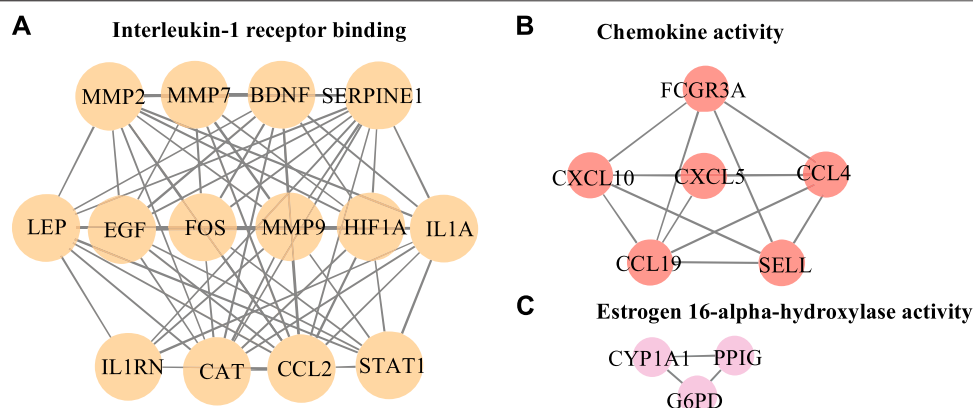 A
Interleukin-1 receptor binding
MMP2 MMP7 BDNF SERPINE1
LEP EGF FOS MMP9 HIF1A IL1A
IL1RN CAT CCL2 STAT1
B
Chemokine activity
FCGR3A
CXCL10 CXCL5 CCL4
CCL19 SELL
C
Estrogen 16-alpha-hydroxylase activity
CYP1A1 PPIG
G6PD